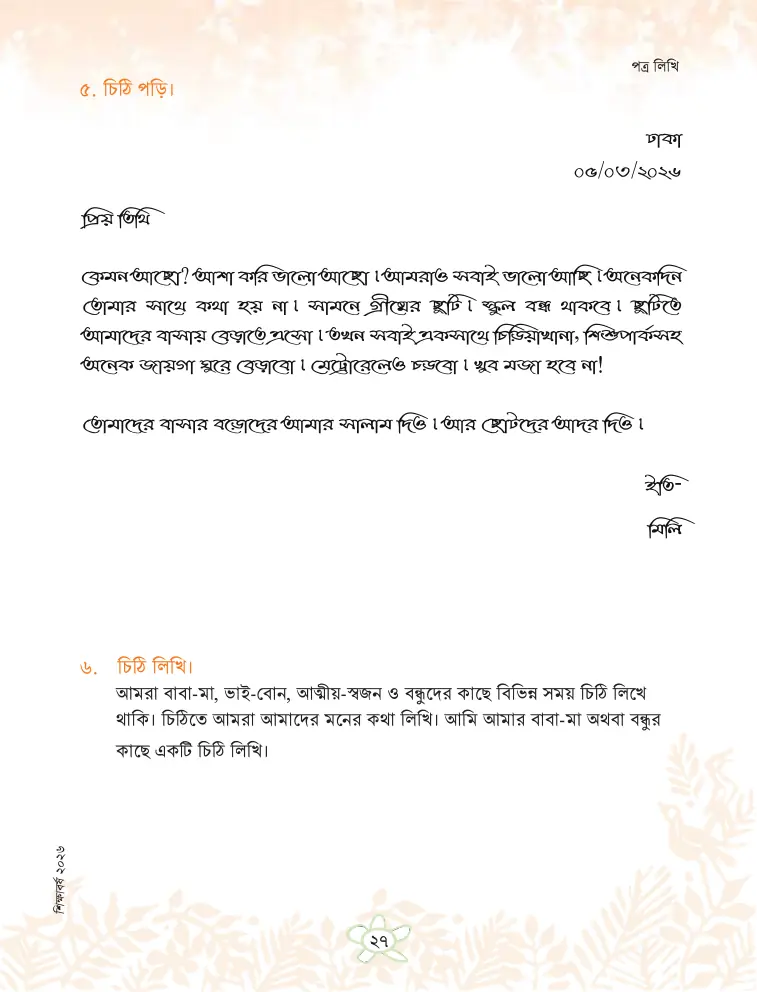 পত্র লিখি
৫. চিঠি পড়ি।
ঢাকা
০৫/০৩/২০২৬
প্রিয় তিথি
কেমন আছো? আশা করি ভালো আছো। আমরাও সবাই ভালো আছি। অনেকদিন
তোমার সাথে কথা হয় না। সামনে গ্রীষ্মের ছুটি। স্কুল বন্ধ থাকবে। ছুটিতে
আমাদের বাসায় বেড়াতে এসো। তখন সবাই একসাথে চিড়িয়াখানা, শিশুপার্কসহ
অনেক জায়গা ঘুরে বেড়াবো। মেট্রোরেলেও চড়বো। খুব মজা হবে না!
তোমাদের বাসার বড়োদের আমার সালাম দিও। আর ছোটদের আদর দিও।
ইতি-
মিলি
৬. চিঠি লিখি।
আমরা বাবা-মা, ভাই-বোন, আত্মীয়-স্বজন ও বন্ধুদের কাছে বিভিন্ন সময় চিঠি লিখে
থাকি। চিঠিতে আমরা আমাদের মনের কথা লিখি। আমি আমার বাবা-মা অথবা বন্ধুর
কাছে একটি চিঠি লিখি।
শিক্ষাবর্ষ ২০২৬
২৭